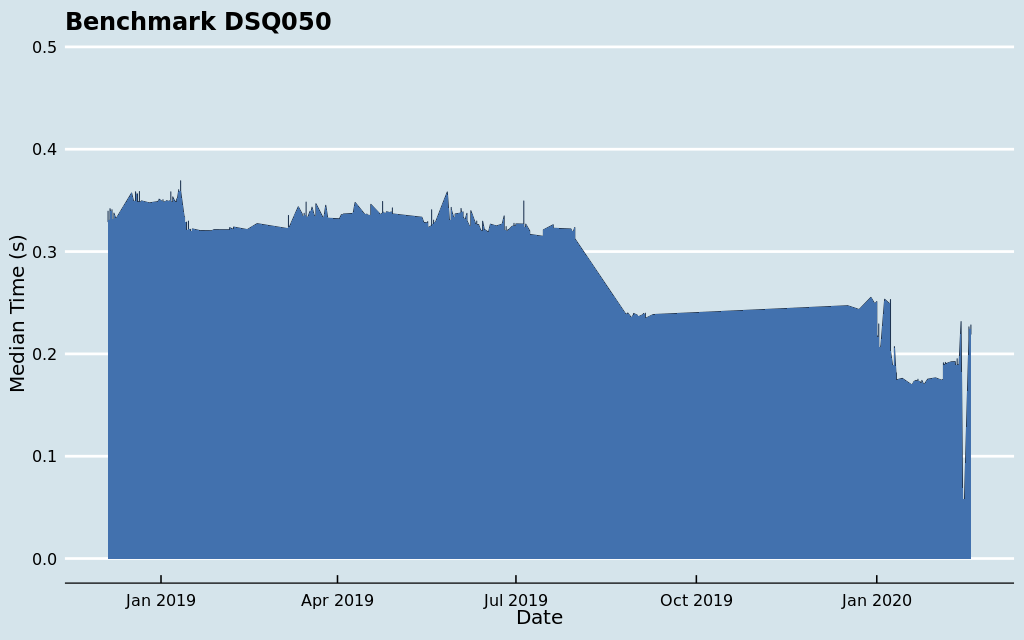 Benchmark DSQ050
0.5
0.4
0.3
0.2
0.1
0.0
Median Time (s)
Jan 2019
Apr 2019
Jul 2019
Oct 2019
Jan 2020
Date